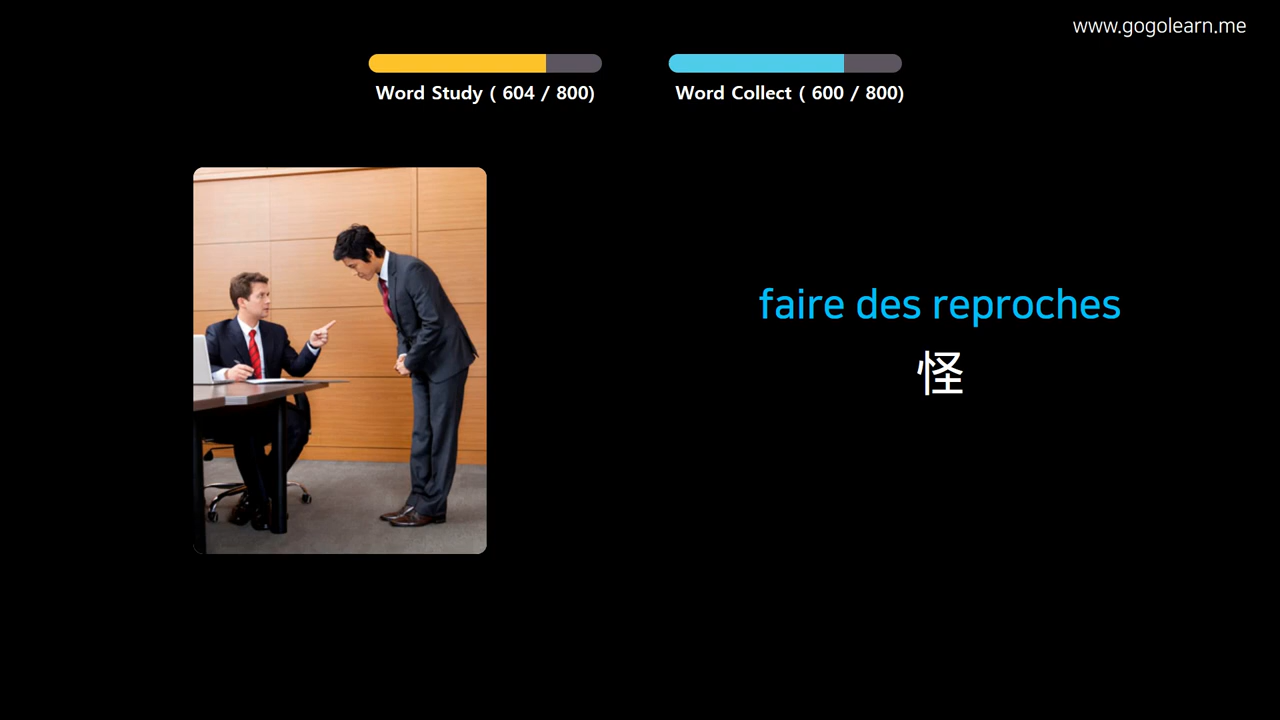 www.gogolearn.me
Word Study ( 604 / 800)
Word Collect ( 600 / 800)
faire des reproches
怪